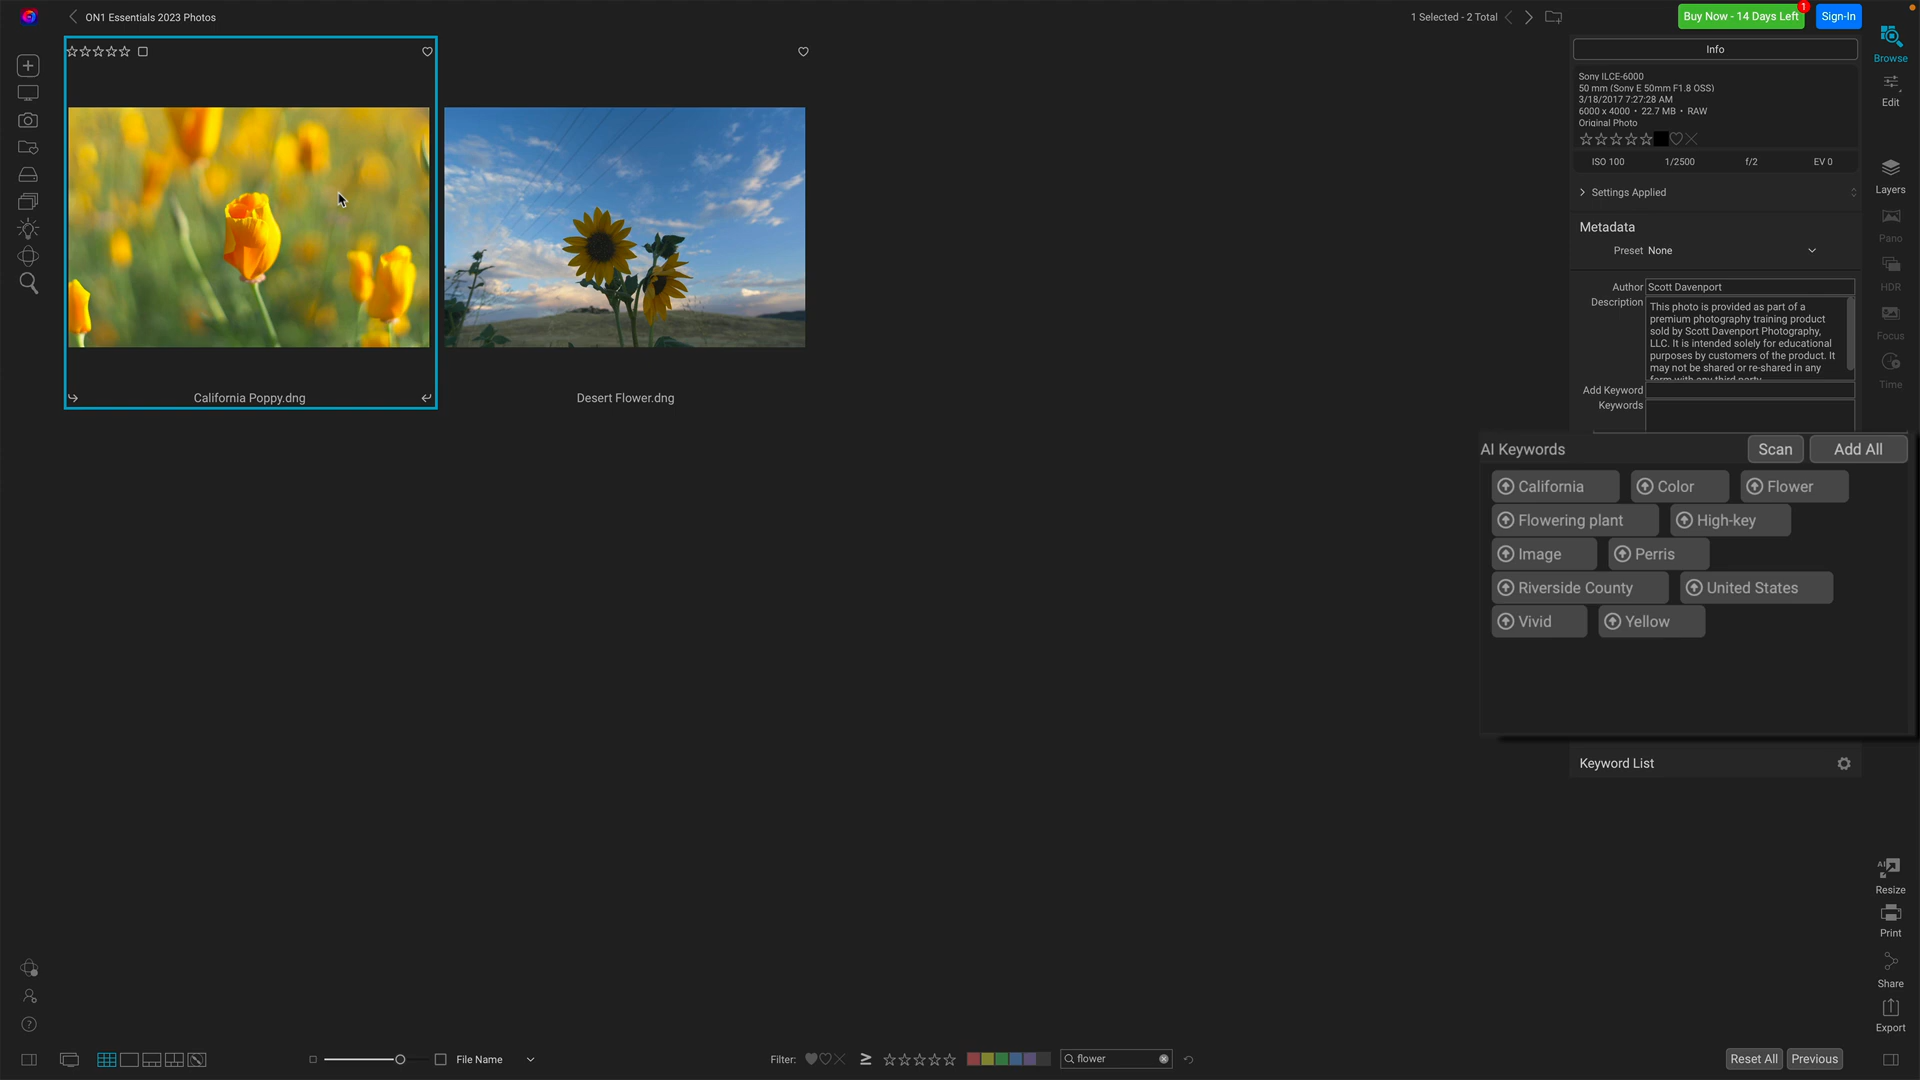 ON1 Essentials 2023 Photos
1 Selected - 2 Total
Buy Now - 14 Days Left
1
Sign-In
Info
Sony ILCE-6000
50 mm (Sony E 50mm F1.8 OSS)
3/18/2017 7:27:28 AM
6000 x 4000 • 22.7 MB • RAW
Original Photo
ISO 100 1/2500 f/2 EV 0
Settings Applied
Metadata
Preset None
Author Scott Davenport
Description This photo is provided as part of a
premium photography training product
sold by Scott Davenport Photography,
LLC. It is intended solely for educational
purposes by customers of the product. It
may not be shared or re-shared in any
form with any third party
Add Keyword
Keywords
AI Keywords
Scan
Add All
California Color Flower
Flowering plant High-key
Image Perris
Riverside County United States
Vivid Yellow
Keyword List
California Poppy.dng
Desert Flower.dng
Browse
Edit
Layers
Pano
HDR
Focus
Time
AI
Resize
Print
Share
Export
File Name
Filter:
flower
Reset All
Previous